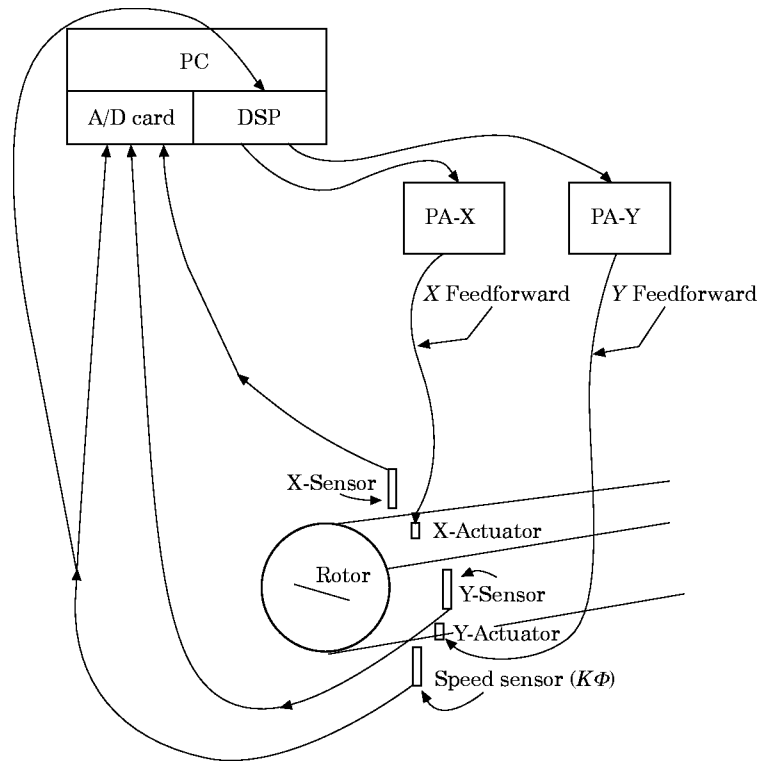 PC
A/D card
DSP
PA-X
PA-Y
X Feedforward
Y Feedforward
X-Sensor
X-Actuator
Rotor
Y-Sensor
Y-Actuator
Speed sensor (KΦ)